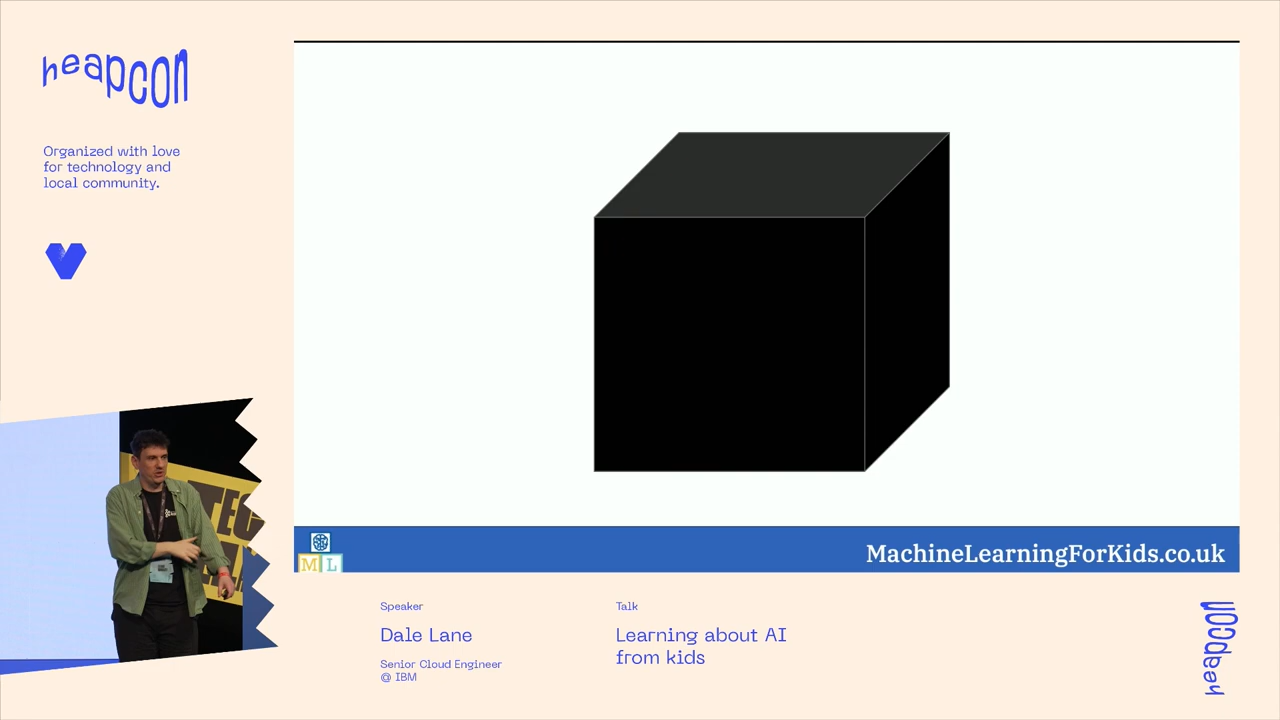 heapcon
Organized with love
for technology and
local community.
TEC
M L
MachineLearningForKids.co.uk
Speaker
Dale Lane
Senior Cloud Engineer
@ IBM
Talk
Learning about AI
from kids
heapcon